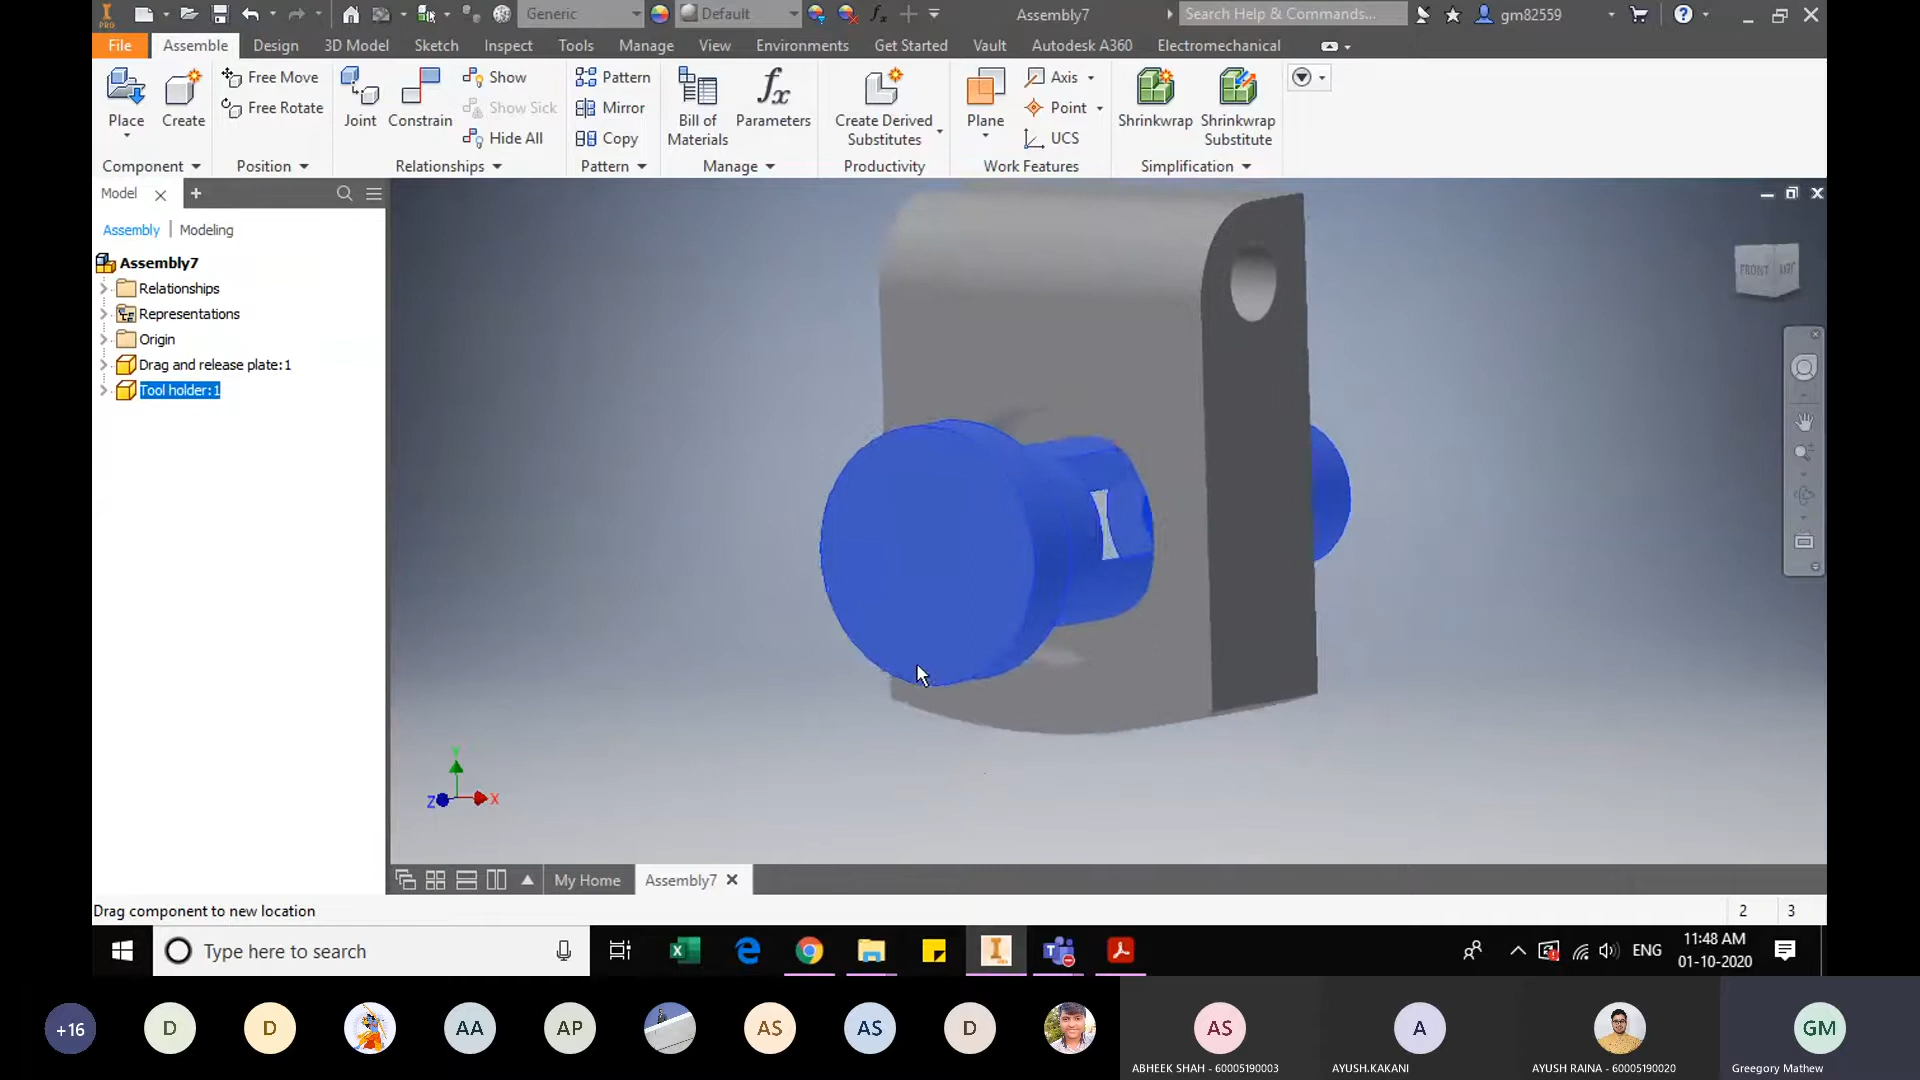 Generic
Default
Assembly7
Search Help & Commands...
gm82559
PRO
File
Assemble
Design
3D Model
Sketch
Inspect
Tools
Manage
View
Environments
Get Started
Vault
Autodesk A360
Electromechanical
Place
Create
Free Move
Free Rotate
Joint
Constrain
Show
Show Sick
Hide All
Pattern
Mirror
Copy
Bill of
Materials
Parameters
Create Derived
Substitutes
Plane
Axis
Point
UCS
Shrinkwrap
Shrinkwrap
Substitute
Component
Position
Relationships
Pattern
Manage
Productivity
Work Features
Simplification
Model
Assembly
Modeling
Assembly7
Relationships
Representations
Origin
Drag and release plate:1
Tool holder:1
FRONT
Y
Z
X
My Home
Assembly7
Drag component to new location
2
3
Type here to search
ENG
11:48 AM
01-10-2020
+16
D
D
AA
AP
AS
AS
D
AS
A
GM
ABHEEK SHAH - 60005190003
AYUSH.KAKANI
AYUSH RAINA - 60005190020
Greegory Mathew